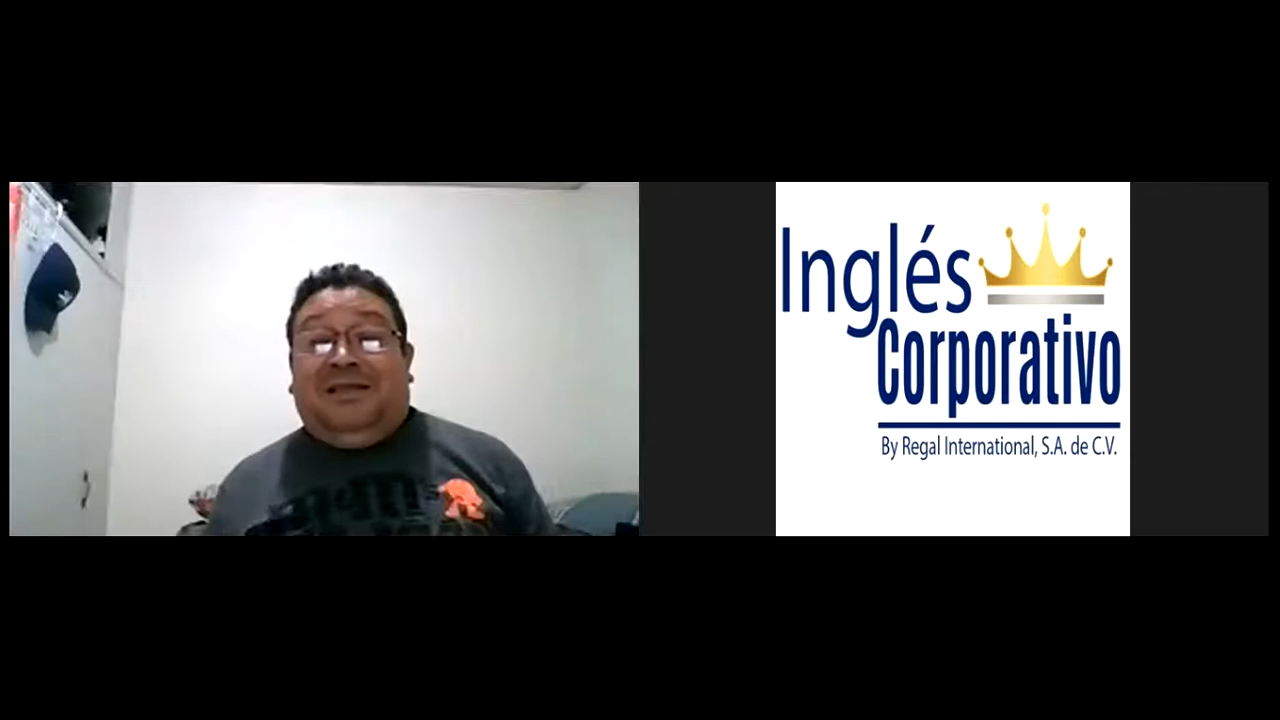 Inglés
Corporativo
By Regal International, S.A. de C.V.